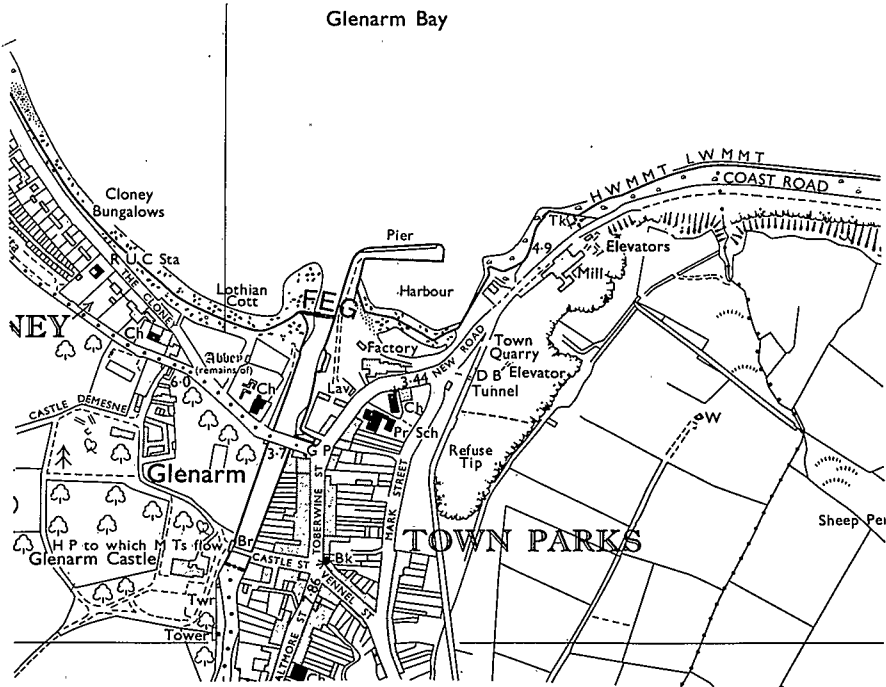 Glenarm Bay
HWMMT
LWMMT
COAST ROAD
Cloney
Bungalows
R U C Sta
THE CLONEY
Lothian
Cott
Pier
Harbour
4·9
Elevators
Mill
NEY
Ch
6·0
Abbey
(remains of)
Ch
FEG
Factory
Lav
3·44
NEW ROAD
Town
Quarry
Elevator
D B
Tunnel
Ch
Pr Sch
CASTLE DEMESNE
3·7
G P
Glenarm
Refuse
Tip
W
MARK STREET
TOBERWINE ST
TOWN PARKS
Sheep Pen
H P to which M Ts flow
Br
Glenarm Castle
CASTLE ST
Bk
VENNEL ST
Twr
Tower
ALTMORE ST
Ch